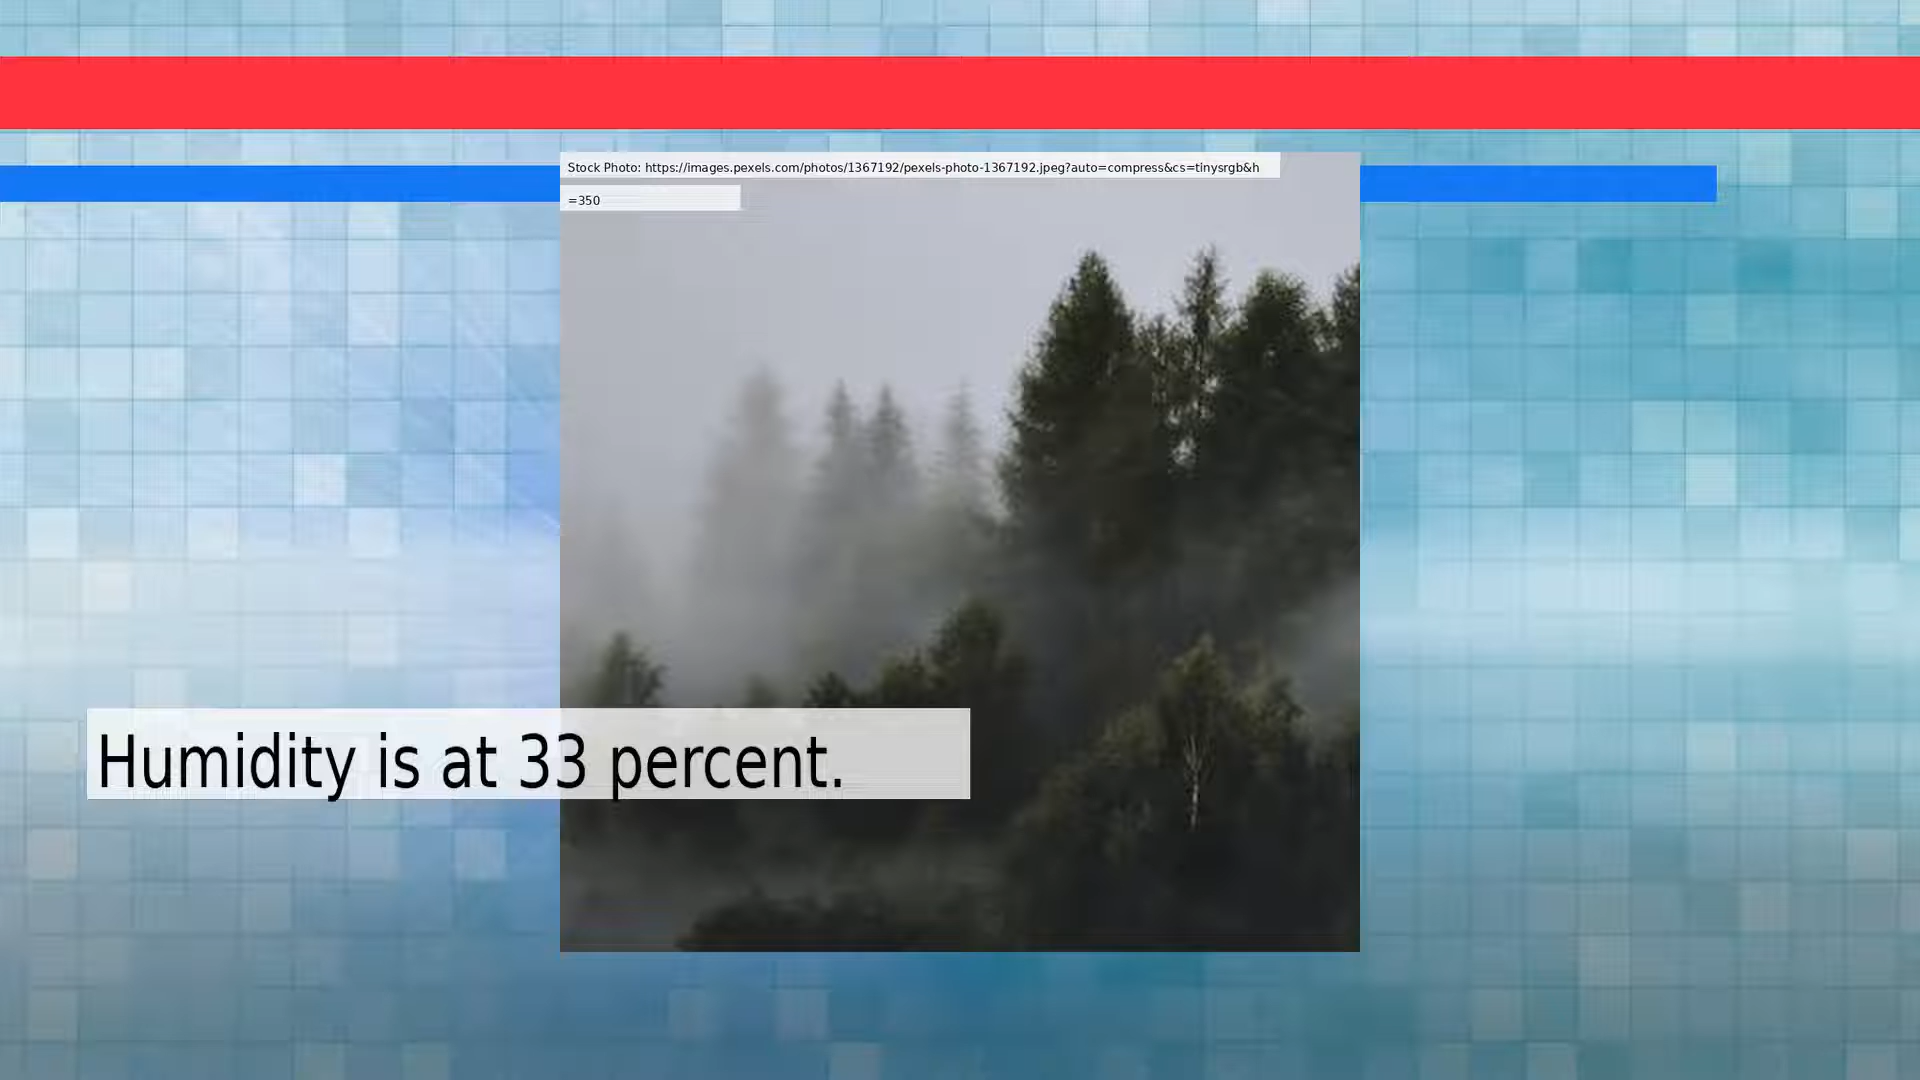 Stock Photo: https://images.pexels.com/photos/1367192/pexels-photo-1367192.jpeg?auto=compress&cs=tinysrgb&h
=350
Humidity is at 33 percent.